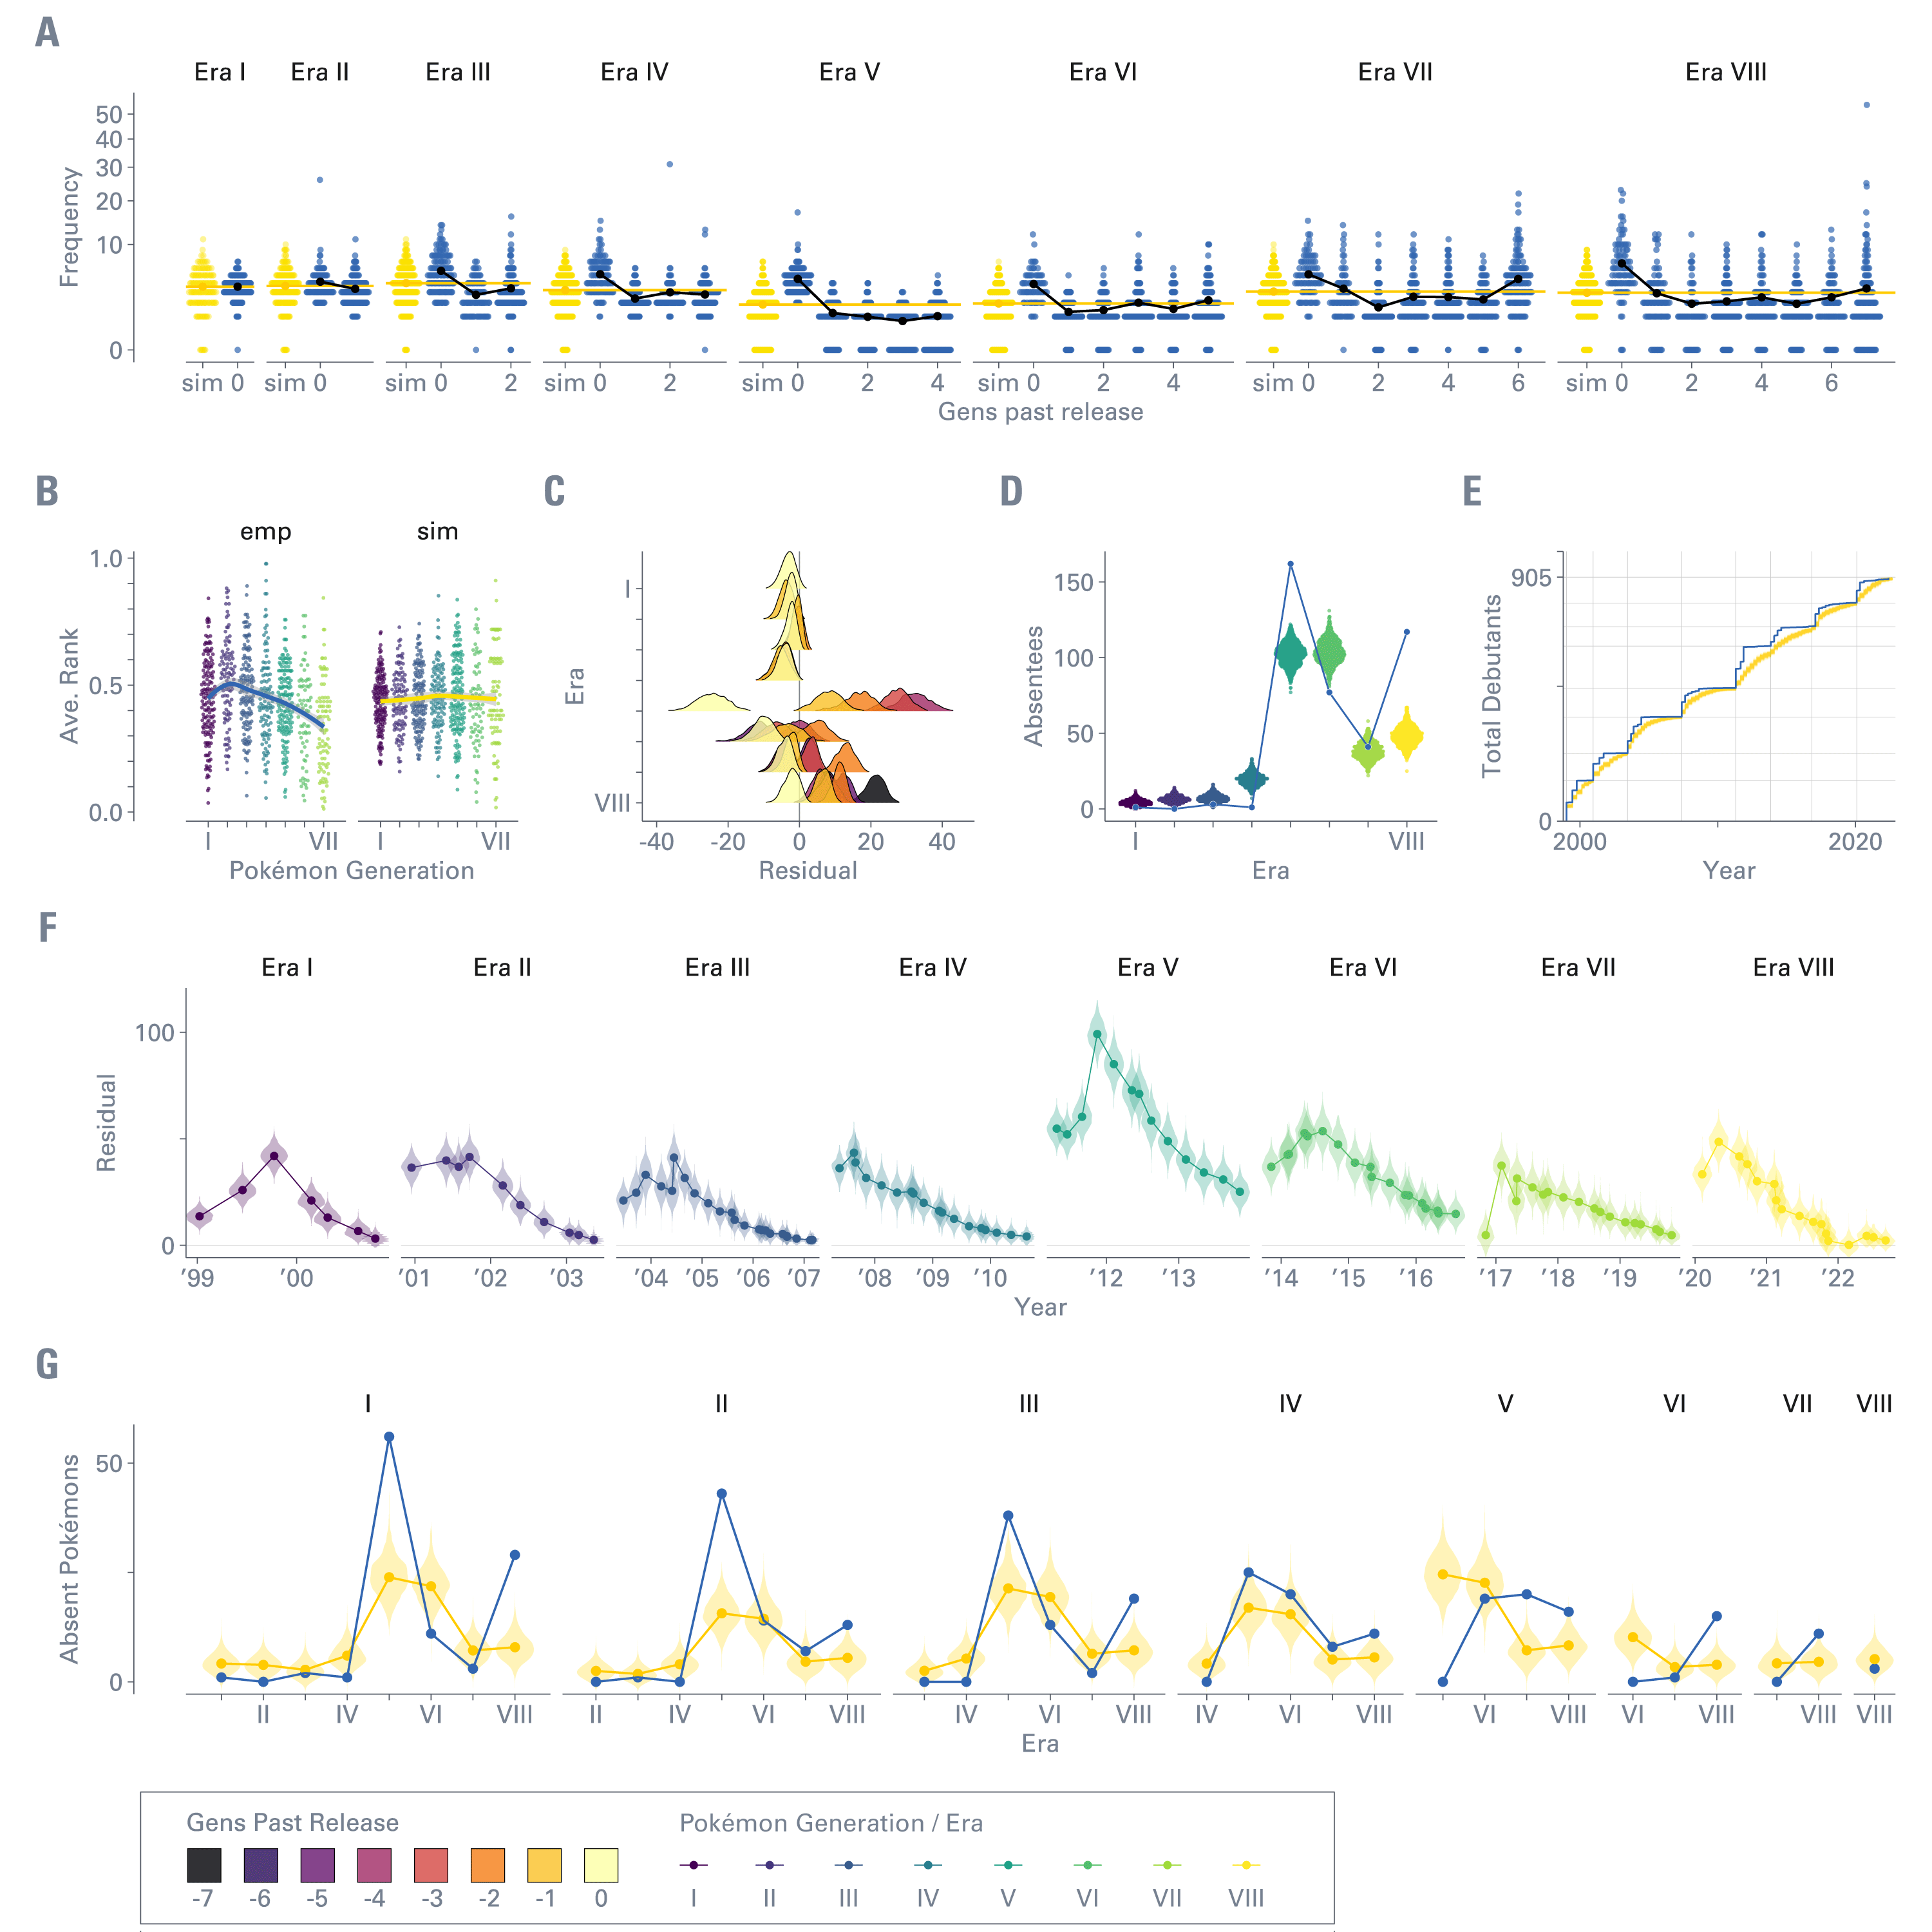 A
Era I Era II Era III Era IV Era V Era VI Era VII Era VIII
Frequency
50
40
30
20
10
0
sim 0 sim 0 sim 0 2 sim 0 2 sim 0 2 4 sim 0 2 4 sim 0 2 4 6 sim 0 2 4 6
Gens past release
B
emp sim
Ave. Rank
1.0
0.5
0.0
I VII I VII
Pokémon Generation
C
Era
I
VIII
-40 -20 0 20 40
Residual
D
Absentees
150
100
50
0
I VIII
Era
E
Total Debutants
905
0
2000 2020
Year
F
Era I Era II Era III Era IV Era V Era VI Era VII Era VIII
Residual
100
0
’99 ’00 ’01 ’02 ’03 ’04 ’05 ’06 ’07 ’08 ’09 ’10 ’12 ’13 ’14 ’15 ’16 ’17 ’18 ’19 ’20 ’21 ’22
Year
G
I II III IV V VI VII VIII
Absent Pokémons
50
0
II IV VI VIII II IV VI VIII IV VI VIII IV VI VIII VI VIII VI VIII VIII VIII
Era
Gens Past Release
-7 -6 -5 -4 -3 -2 -1 0
Pokémon Generation / Era
I II III IV V VI VII VIII